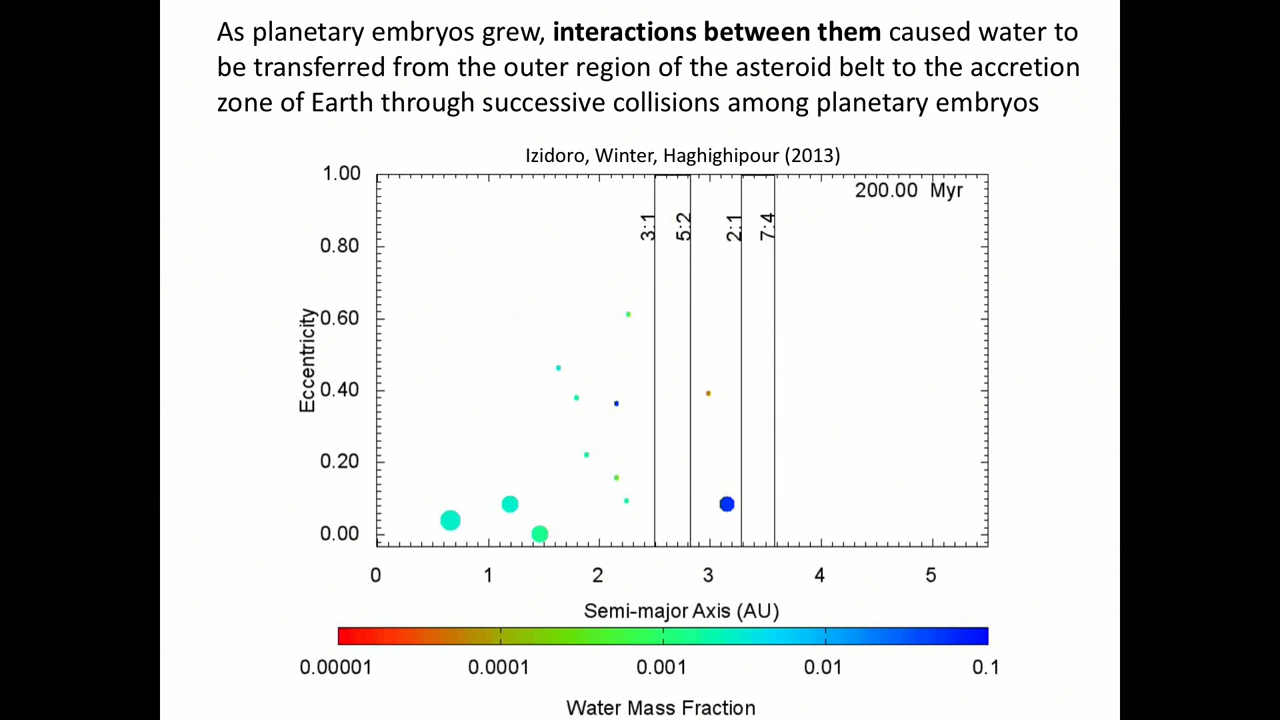 As planetary embryos grew, interactions between them caused water to
be transferred from the outer region of the asteroid belt to the accretion
zone of Earth through successive collisions among planetary embryos
Izidoro, Winter, Haghighipour (2013)
1.00
200.00 Myr
3:1
5:2
2:1
7:4
0.80
0.60
Eccentricity
0.40
0.20
0.00
0 1 2 3 4 5
Semi-major Axis (AU)
0.00001 0.0001 0.001 0.01 0.1
Water Mass Fraction